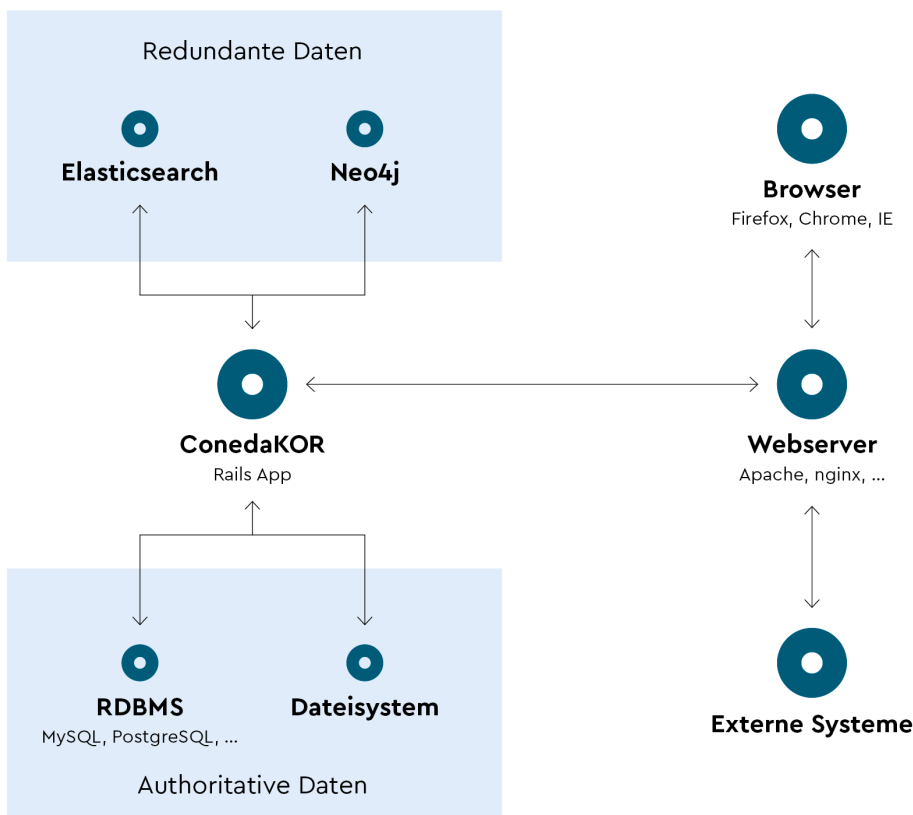 Redundante Daten
Elasticsearch
Neo4j
Browser
Firefox, Chrome, IE
ConedaKOR
Rails App
Webserver
Apache, nginx, ...
RDBMS
MySQL, PostgreSQL, ...
Dateisystem
Externe Systeme
Authoritative Daten